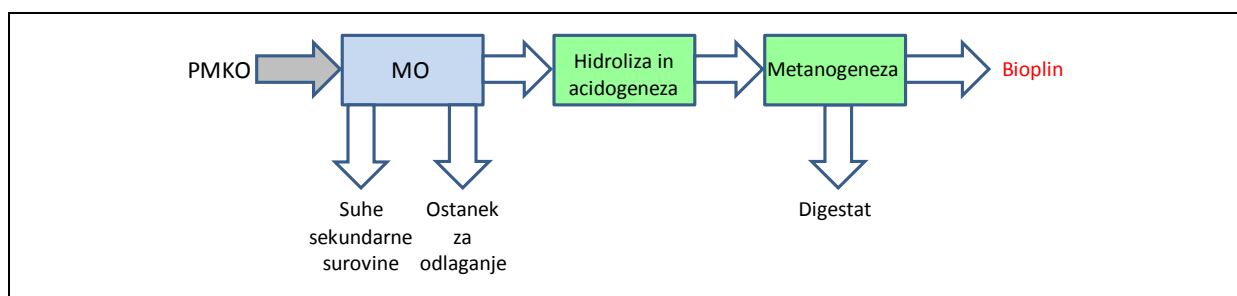 PMKO
MO
Hidroliza in
acidogeneza
Metanogeneza
Bioplin
Suhe
sekundarne
surovine
Ostanek
za
odlaganje
Digestat